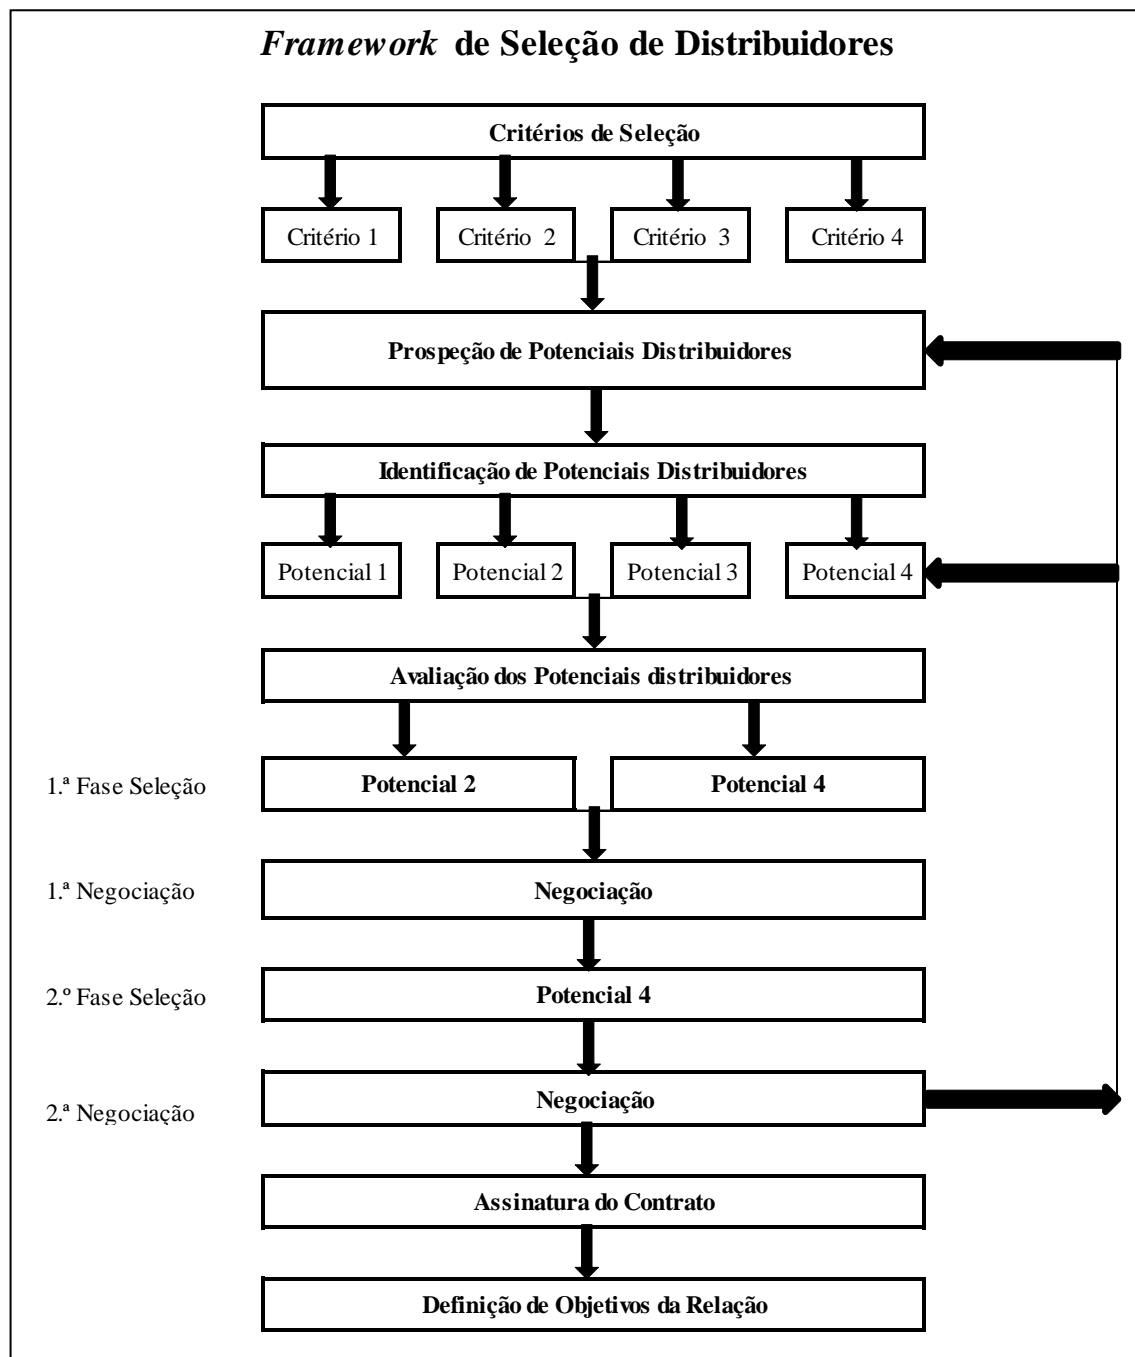 Framework de Seleção de Distribuidores
Critérios de Seleção
Critério 1
Critério 2
Critério 3
Critério 4
Prospeção de Potenciais Distribuidores
Identificação de Potenciais Distribuidores
Potencial 1
Potencial 2
Potencial 3
Potencial 4
Avaliação dos Potenciais distribuidores
1.ª Fase Seleção
Potencial 2
Potencial 4
1.ª Negociação
Negociação
2.º Fase Seleção
Potencial 4
2.ª Negociação
Negociação
Assinatura do Contrato
Definição de Objetivos da Relação